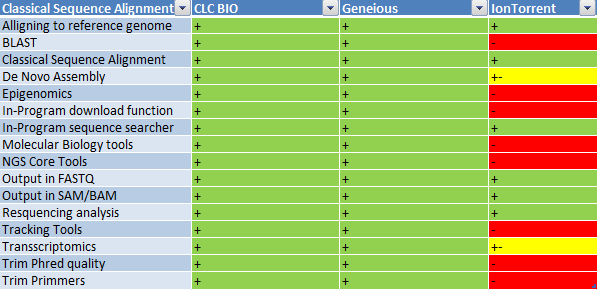 Classical Sequence Alignment CLC BIO Geneious IonTorrent
Alligning to reference genome + + +
BLAST + + -
Classical Sequence Alignment + + +
De Novo Assembly + + +-
Epigenomics + + -
In-Program download function + + -
In-Program sequence searcher + + +
Molecular Biology tools + + -
NGS Core Tools + + -
Output in FASTQ + + +
Output in SAM/BAM + + +
Resquencing analysis + + +
Tracking Tools + + -
Transscriptomics + + +-
Trim Phred quality + + -
Trim Primmers + + -